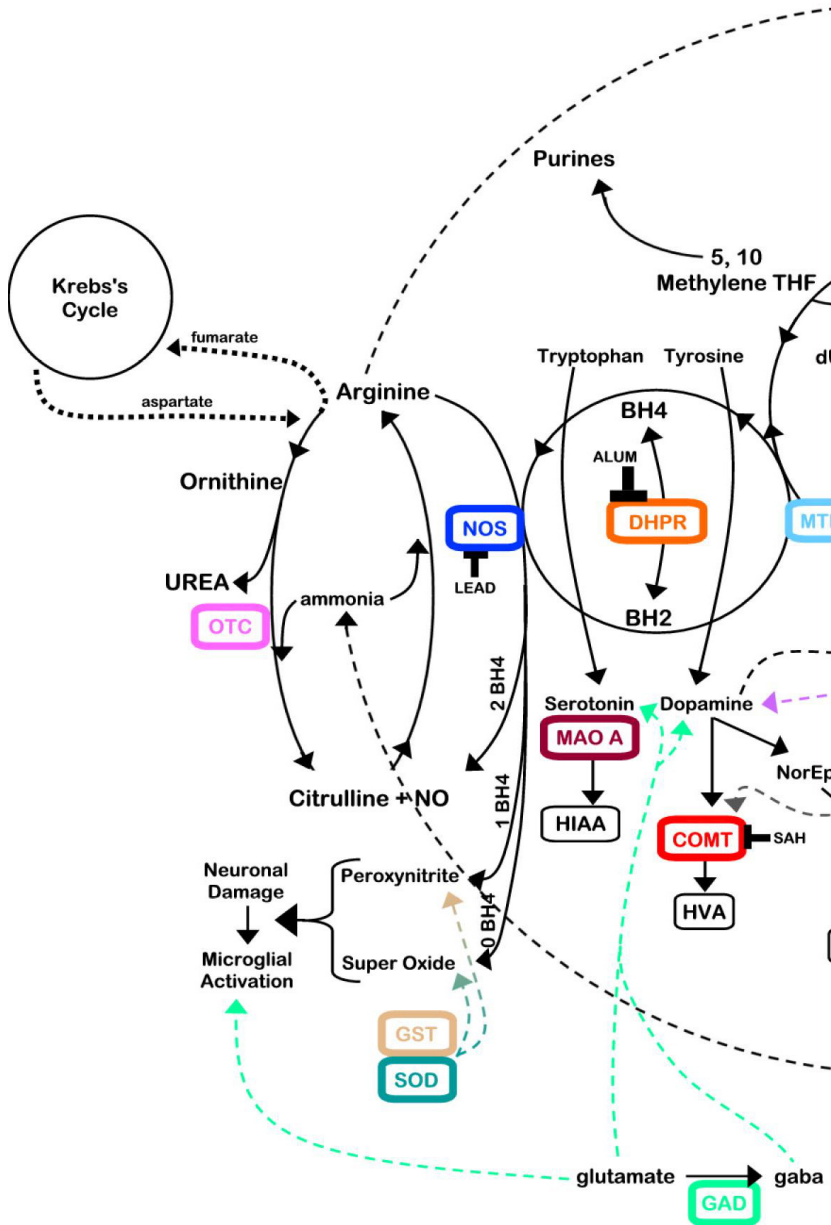 Purines
5, 10
Methylene THF
Krebs's
Cycle
fumarate
aspartate
Arginine
Tryptophan
Tyrosine
BH4
ALUM
Ornithine
NOS
DHPR
LEAD
UREA
ammonia
OTC
BH2
2 BH4
Serotonin
Dopamine
MAO A
Citrulline + NO
1 BH4
HIAA
COMT
SAH
Neuronal
Damage
Peroxynitrite
HVA
0 BH4
Microglial
Activation
Super Oxide
GST
SOD
glutamate
gaba
GAD